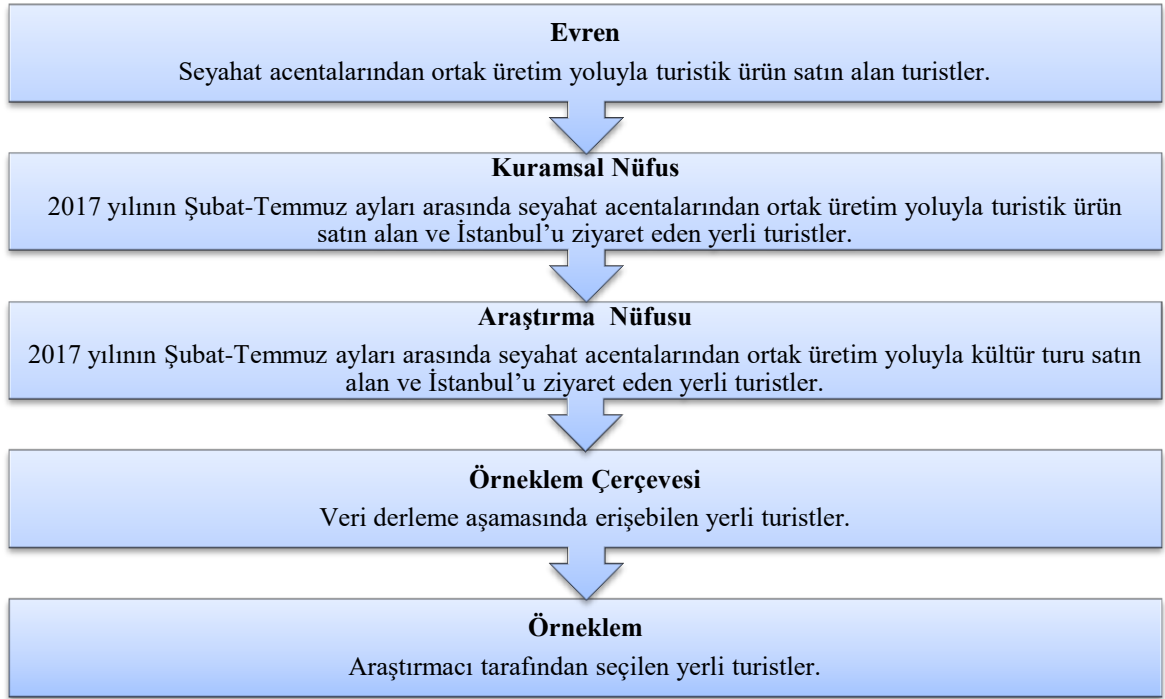 Evren
Seyahat acentalarından ortak üretim yoluyla turistik ürün satın alan turistler.
Kuramsal Nüfus
2017 yılının Şubat-Temmuz ayları arasında seyahat acentalarından ortak üretim yoluyla turistik ürün
satın alan ve İstanbul’u ziyaret eden yerli turistler.
Araştırma Nüfusu
2017 yılının Şubat-Temmuz ayları arasında seyahat acentalarından ortak üretim yoluyla kültür turu satın
alan ve İstanbul’u ziyaret eden yerli turistler.
Örneklem Çerçevesi
Veri derleme aşamasında erişebilen yerli turistler.
Örneklem
Araştırmacı tarafından seçilen yerli turistler.